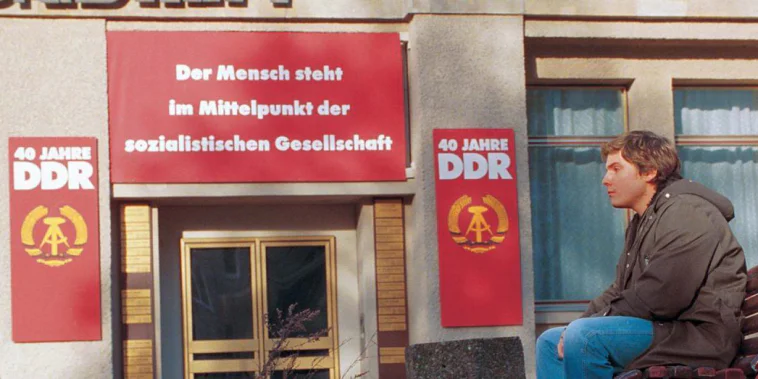 Der Mensch steht
im Mittelpunkt der
sozialistischen Gesellschaft
40 JAHRE
DDR
40 JAHRE
DDR